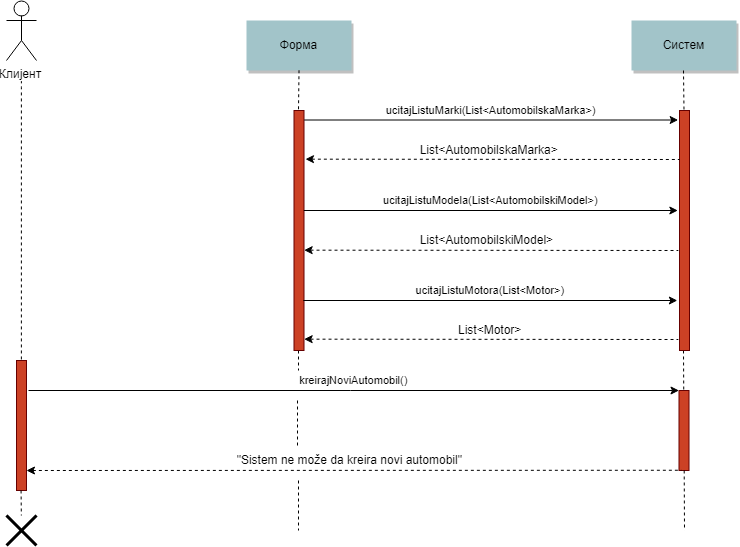 Форма
Систем
Клијент
ucitajListuMarki(List<AutomobilskaMarka>)
List<AutomobilskaMarka>
ucitajListuModela(List<AutomobilskiModel>)
List<AutomobilskiModel>
ucitajListuMotora(List<Motor>)
List<Motor>
kreirajNoviAutomobil()
"Sistem ne može da kreira novi automobil"